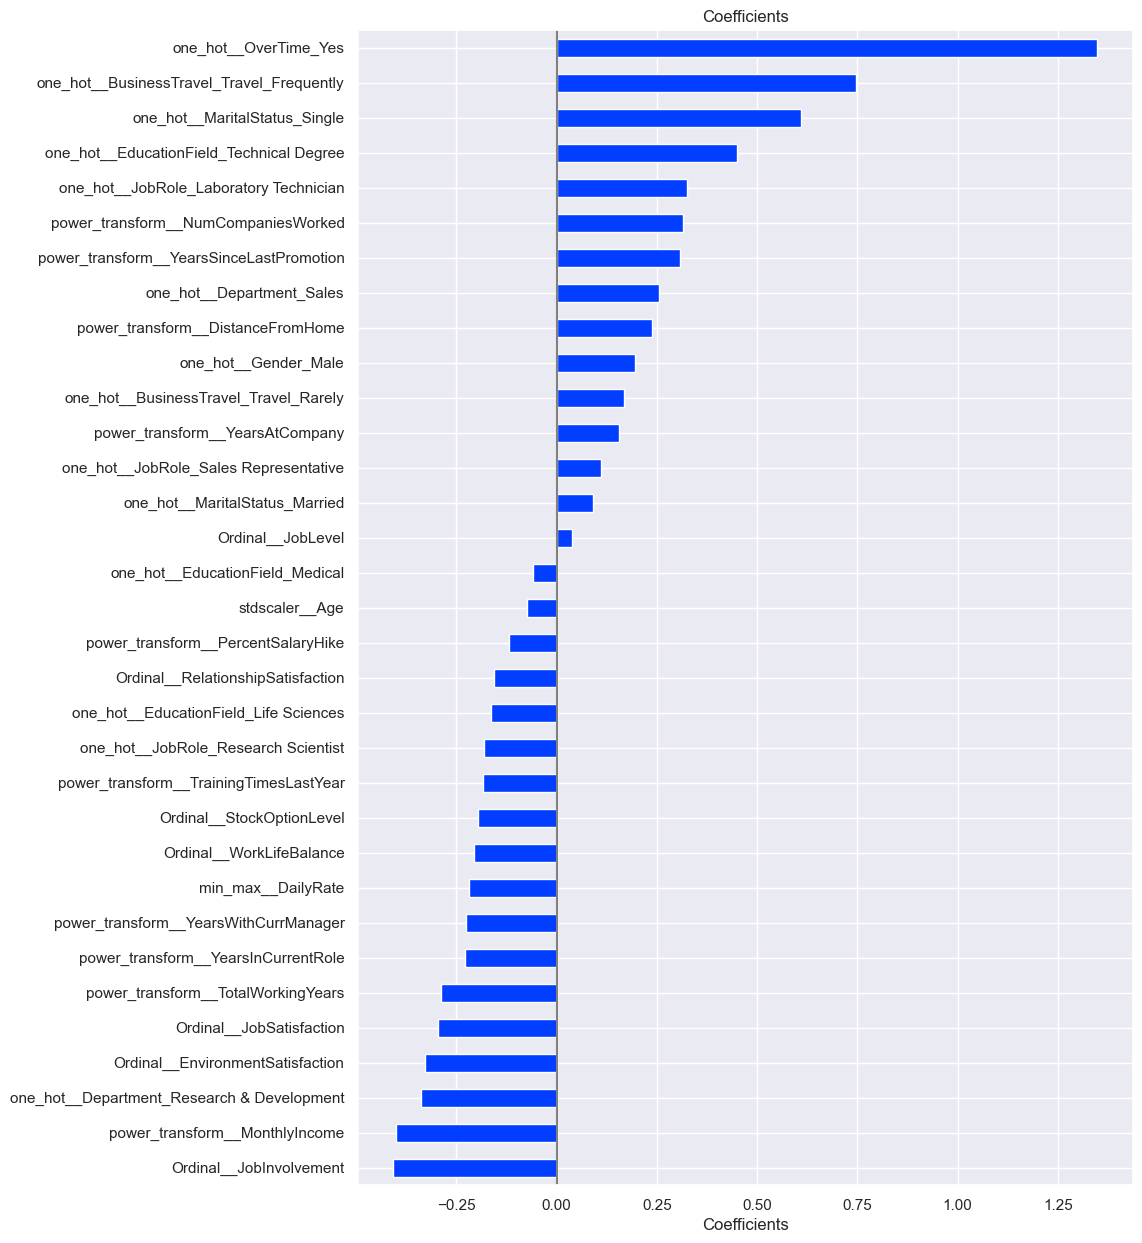 Coefficients
one_hot__OverTime_Yes
one_hot__BusinessTravel_Travel_Frequently
one_hot__MaritalStatus_Single
one_hot__EducationField_Technical Degree
one_hot__JobRole_Laboratory Technician
power_transform__NumCompaniesWorked
power_transform__YearsSinceLastPromotion
one_hot__Department_Sales
power_transform__DistanceFromHome
one_hot__Gender_Male
one_hot__BusinessTravel_Travel_Rarely
power_transform__YearsAtCompany
one_hot__JobRole_Sales Representative
one_hot__MaritalStatus_Married
Ordinal__JobLevel
one_hot__EducationField_Medical
stdscaler__Age
power_transform__PercentSalaryHike
Ordinal__RelationshipSatisfaction
one_hot__EducationField_Life Sciences
one_hot__JobRole_Research Scientist
power_transform__TrainingTimesLastYear
Ordinal__StockOptionLevel
Ordinal__WorkLifeBalance
min_max__DailyRate
power_transform__YearsWithCurrManager
power_transform__YearsInCurrentRole
power_transform__TotalWorkingYears
Ordinal__JobSatisfaction
Ordinal__EnvironmentSatisfaction
one_hot__Department_Research & Development
power_transform__MonthlyIncome
Ordinal__JobInvolvement
−0.25 0.00 0.25 0.50 0.75 1.00 1.25
Coefficients